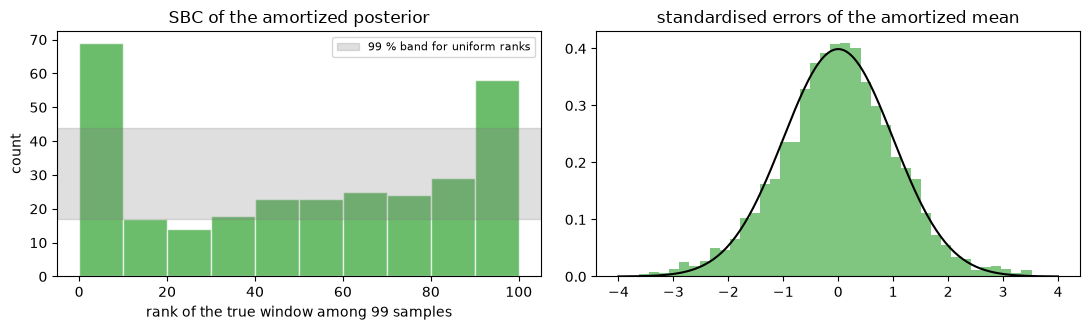 SBC of the amortized posterior
70
60
50
40
30
20
10
0
count
99 % band for uniform ranks
0 20 40 60 80 100
rank of the true window among 99 samples
standardised errors of the amortized mean
0.4
0.3
0.2
0.1
0.0
−4 −3 −2 −1 0 1 2 3 4